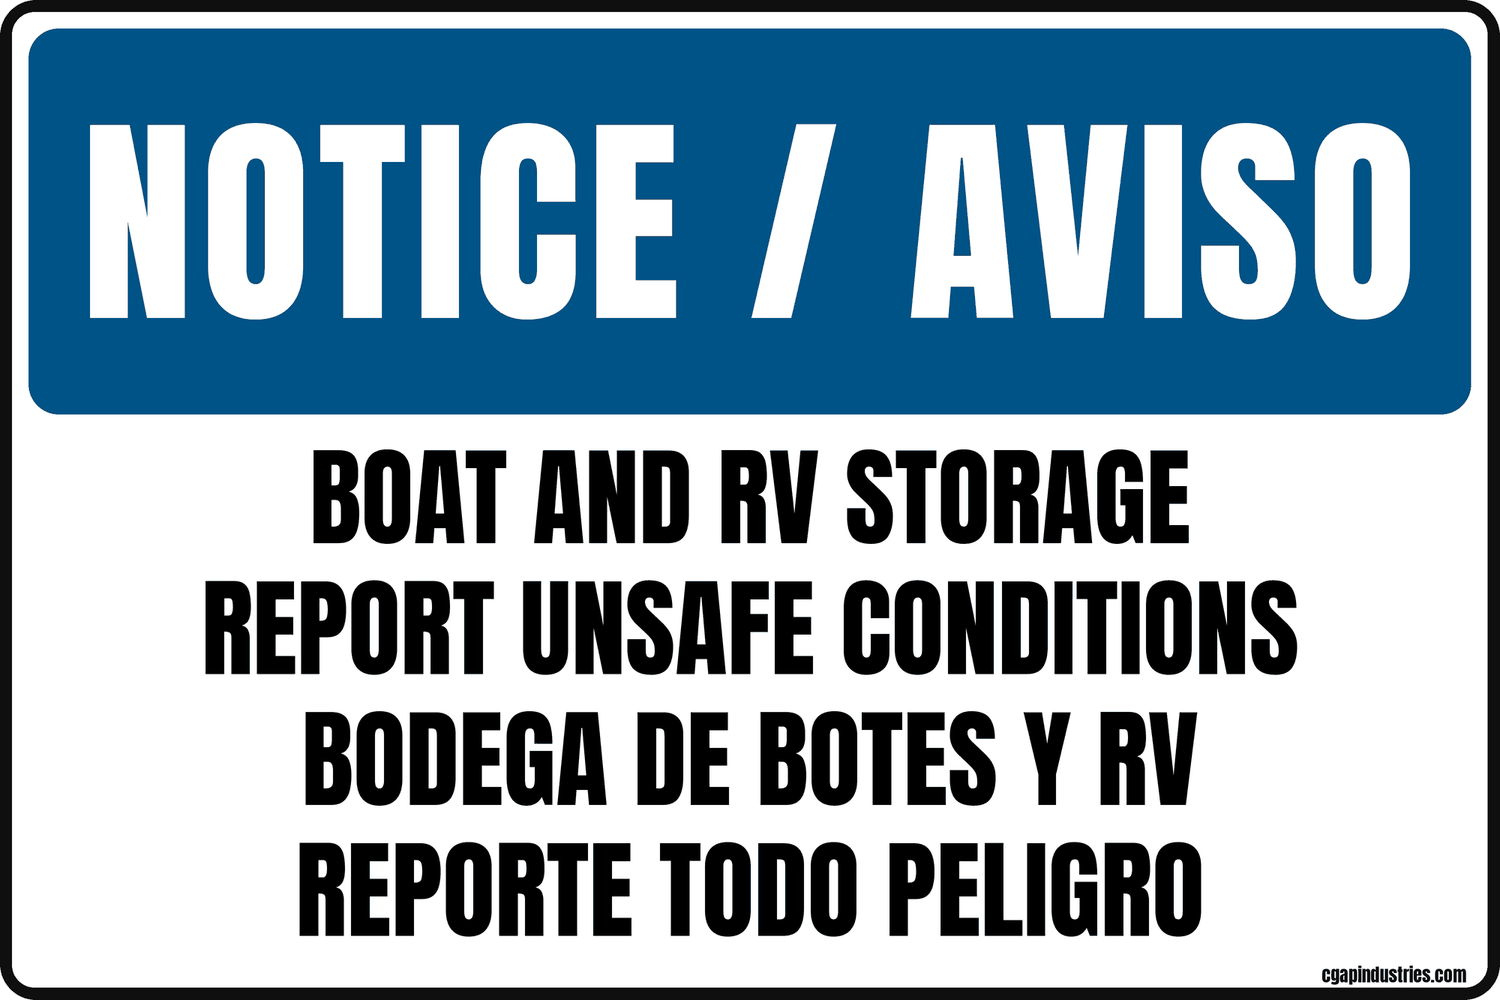 NOTICE / AVISO
BOAT AND RV STORAGE
REPORT UNSAFE CONDITIONS
BODEGA DE BOTES Y RV
REPORTE TODO PELIGRO
cgapindustries.com